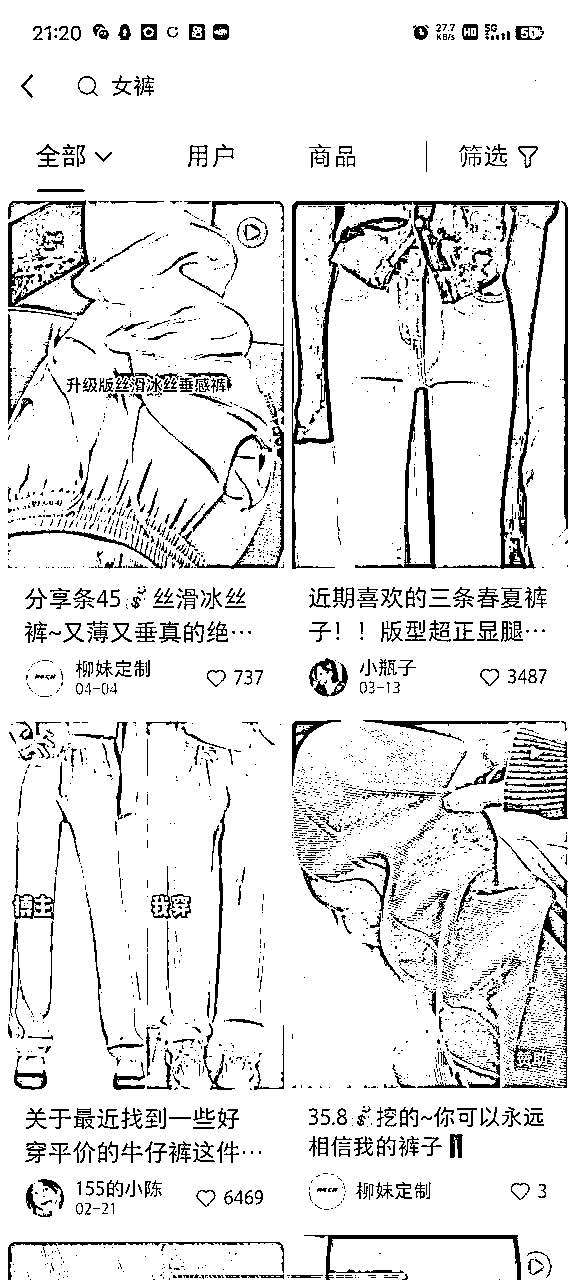 21:20
27.7
KB/s
HD
5G
女裤
全部
用户
商品
筛选
升级版丝滑冰丝垂感裤
分享条45 丝滑冰丝
裤~又薄又垂真的绝…
柳妹定制
04-04
737
近期喜欢的三条春夏裤
子！！版型超正显腿…
小瓶子
03-13
3487
博主
我穿
关于最近找到一些好
穿平价的牛仔裤这件…
155的小陈
02-21
6469
赞助
35.8 挖的~你可以永远
相信我的裤子
柳妹定制
3